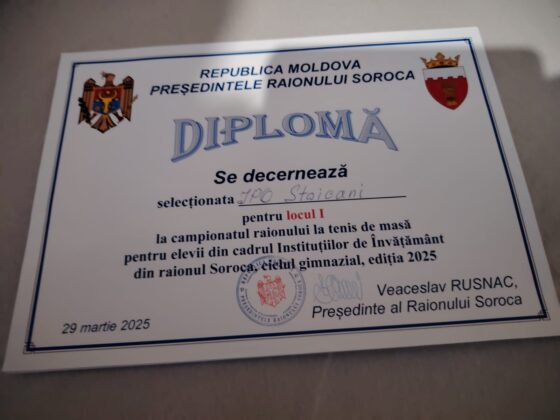 REPUBLICA MOLDOVA
PREȘEDINTELE RAIONULUI SOROCA
DIPLOMĂ
Se decernează
selecționata IPO Stoicani
pentru locul I
la campionatul raionului la tenis de masă
pentru elevii din cadrul Instituțiilor de Învățământ
din raionul Soroca, ciclul gimnazial, ediția 2025
Veaceslav RUSNAC,
Președinte al Raionului Soroca
29 martie 2025